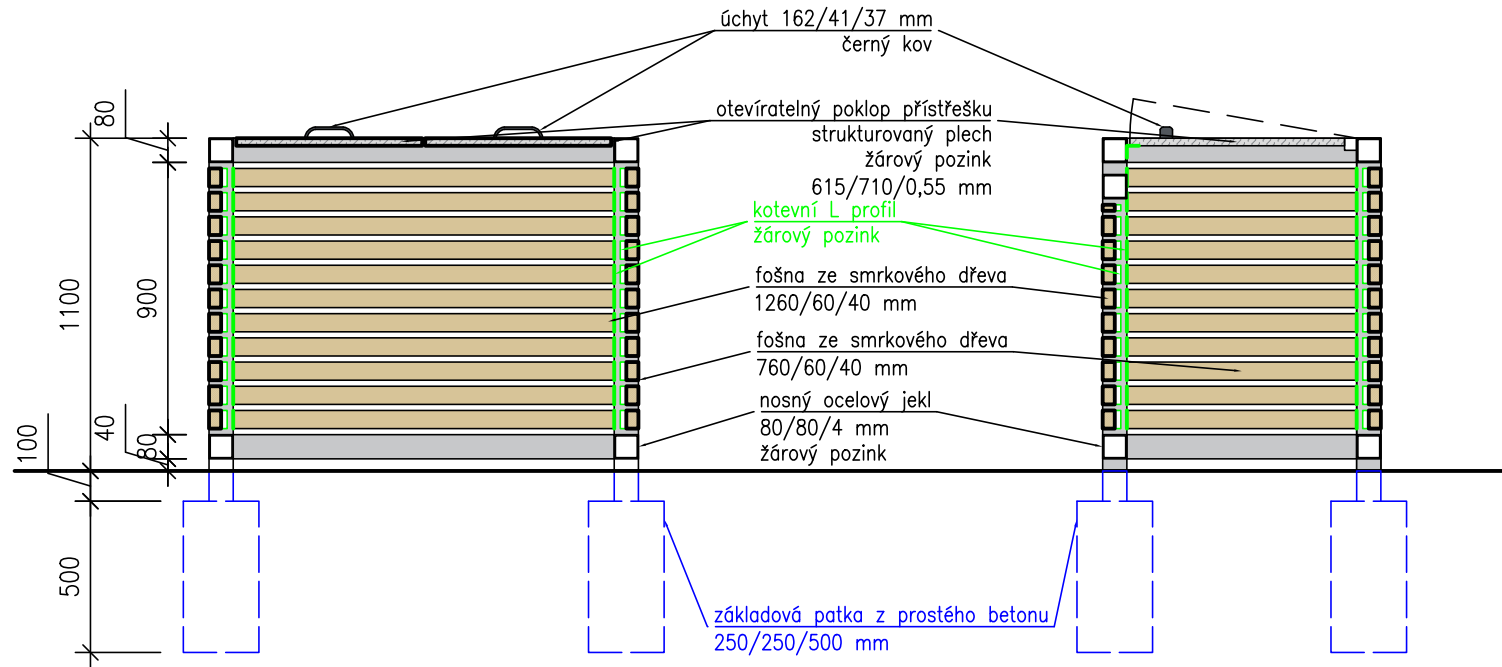 úchyt 162/41/37 mm
černý kov
otevíratelný poklop přístřešku
strukturovaný plech
žárový pozink
615/710/0,55 mm
kotevní L profil
žárový pozink
fošna ze smrkového dřeva
1260/60/40 mm
fošna ze smrkového dřeva
760/60/40 mm
nosný ocelový jekl
80/80/4 mm
žárový pozink
základová patka z prostého betonu
250/250/500 mm
80
1100
900
100
40
80
500